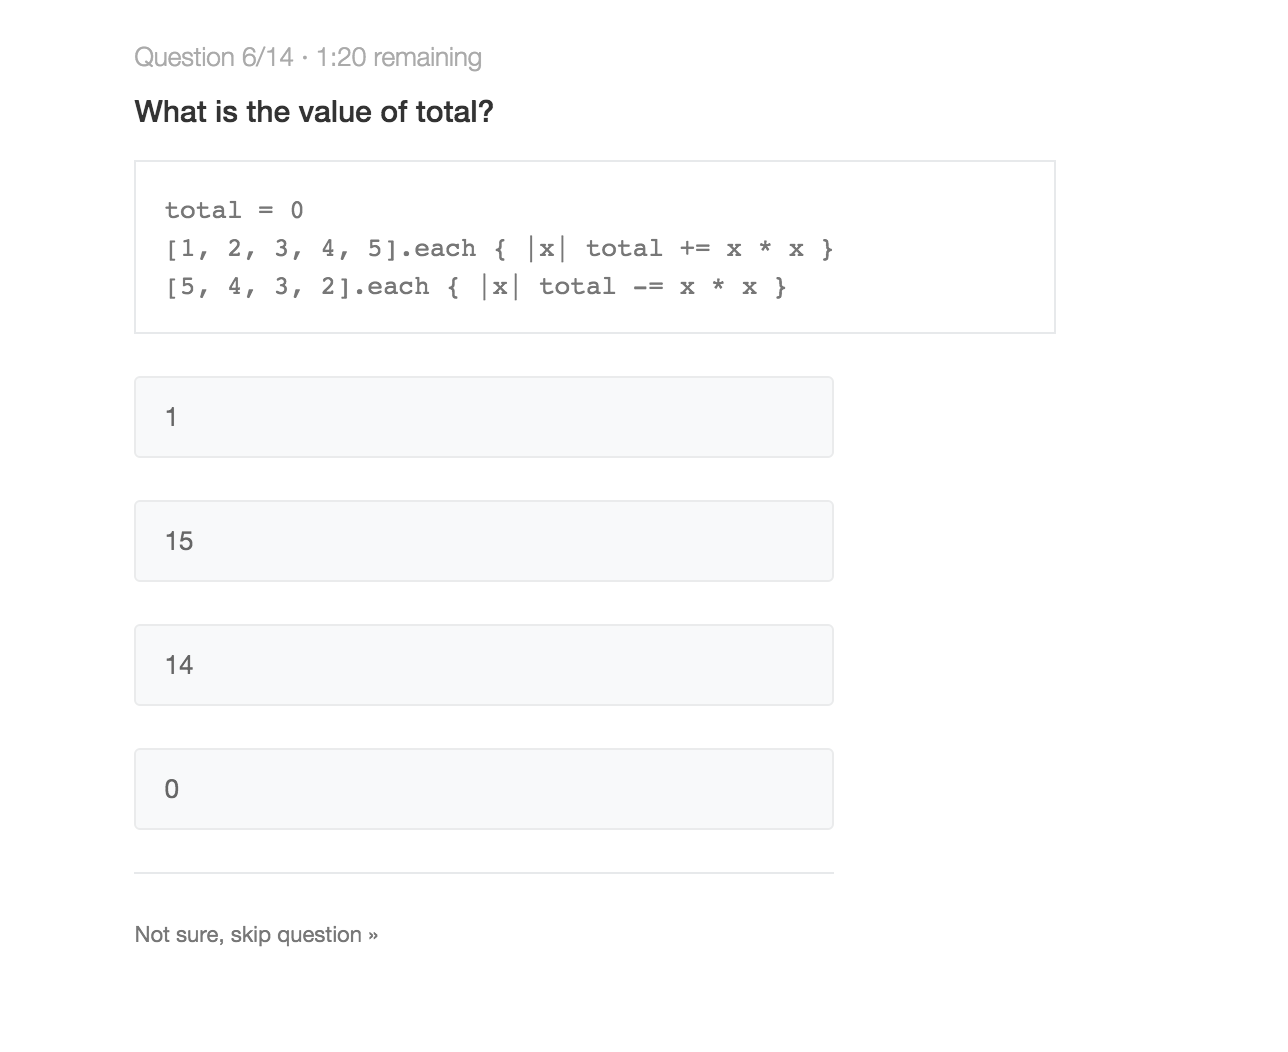 Question 6/14 · 1:20 remaining
What is the value of total?
total = 0
[1, 2, 3, 4, 5].each { |x| total += x * x }
[5, 4, 3, 2].each { |x| total -= x * x }
1
15
14
0
Not sure, skip question »